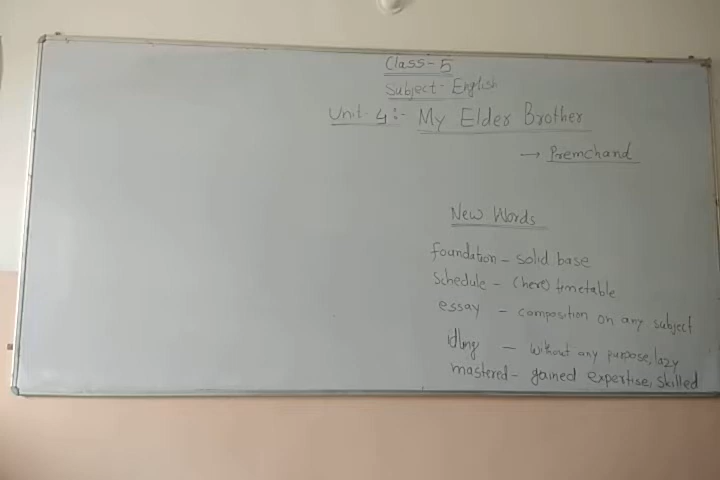 Class-5
Subject- English
Unit-4:- My Elder Brother
→ Premchand
New Words
foundation - solid base
schedule - (here) timetable
essay - composition on any subject
idling - without any purpose, lazy
mastered - gained expertise, skilled